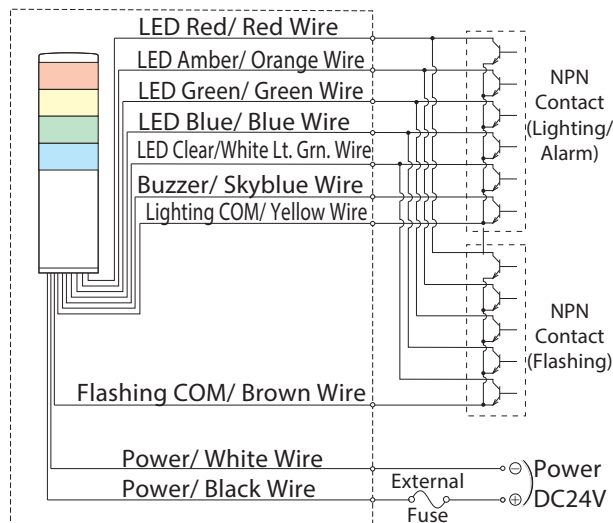 LED Red/ Red Wire
LED Amber/ Orange Wire
LED Green/ Green Wire
LED Blue/ Blue Wire
LED Clear/White Lt. Grn. Wire
Buzzer/ Skyblue Wire
Lighting COM/ Yellow Wire
NPN
Contact
(Lighting/
Alarm)
NPN
Contact
(Flashing)
Flashing COM/ Brown Wire
Power/ White Wire
Power/ Black Wire
External
Fuse
⊖ Power
⊕ DC24V